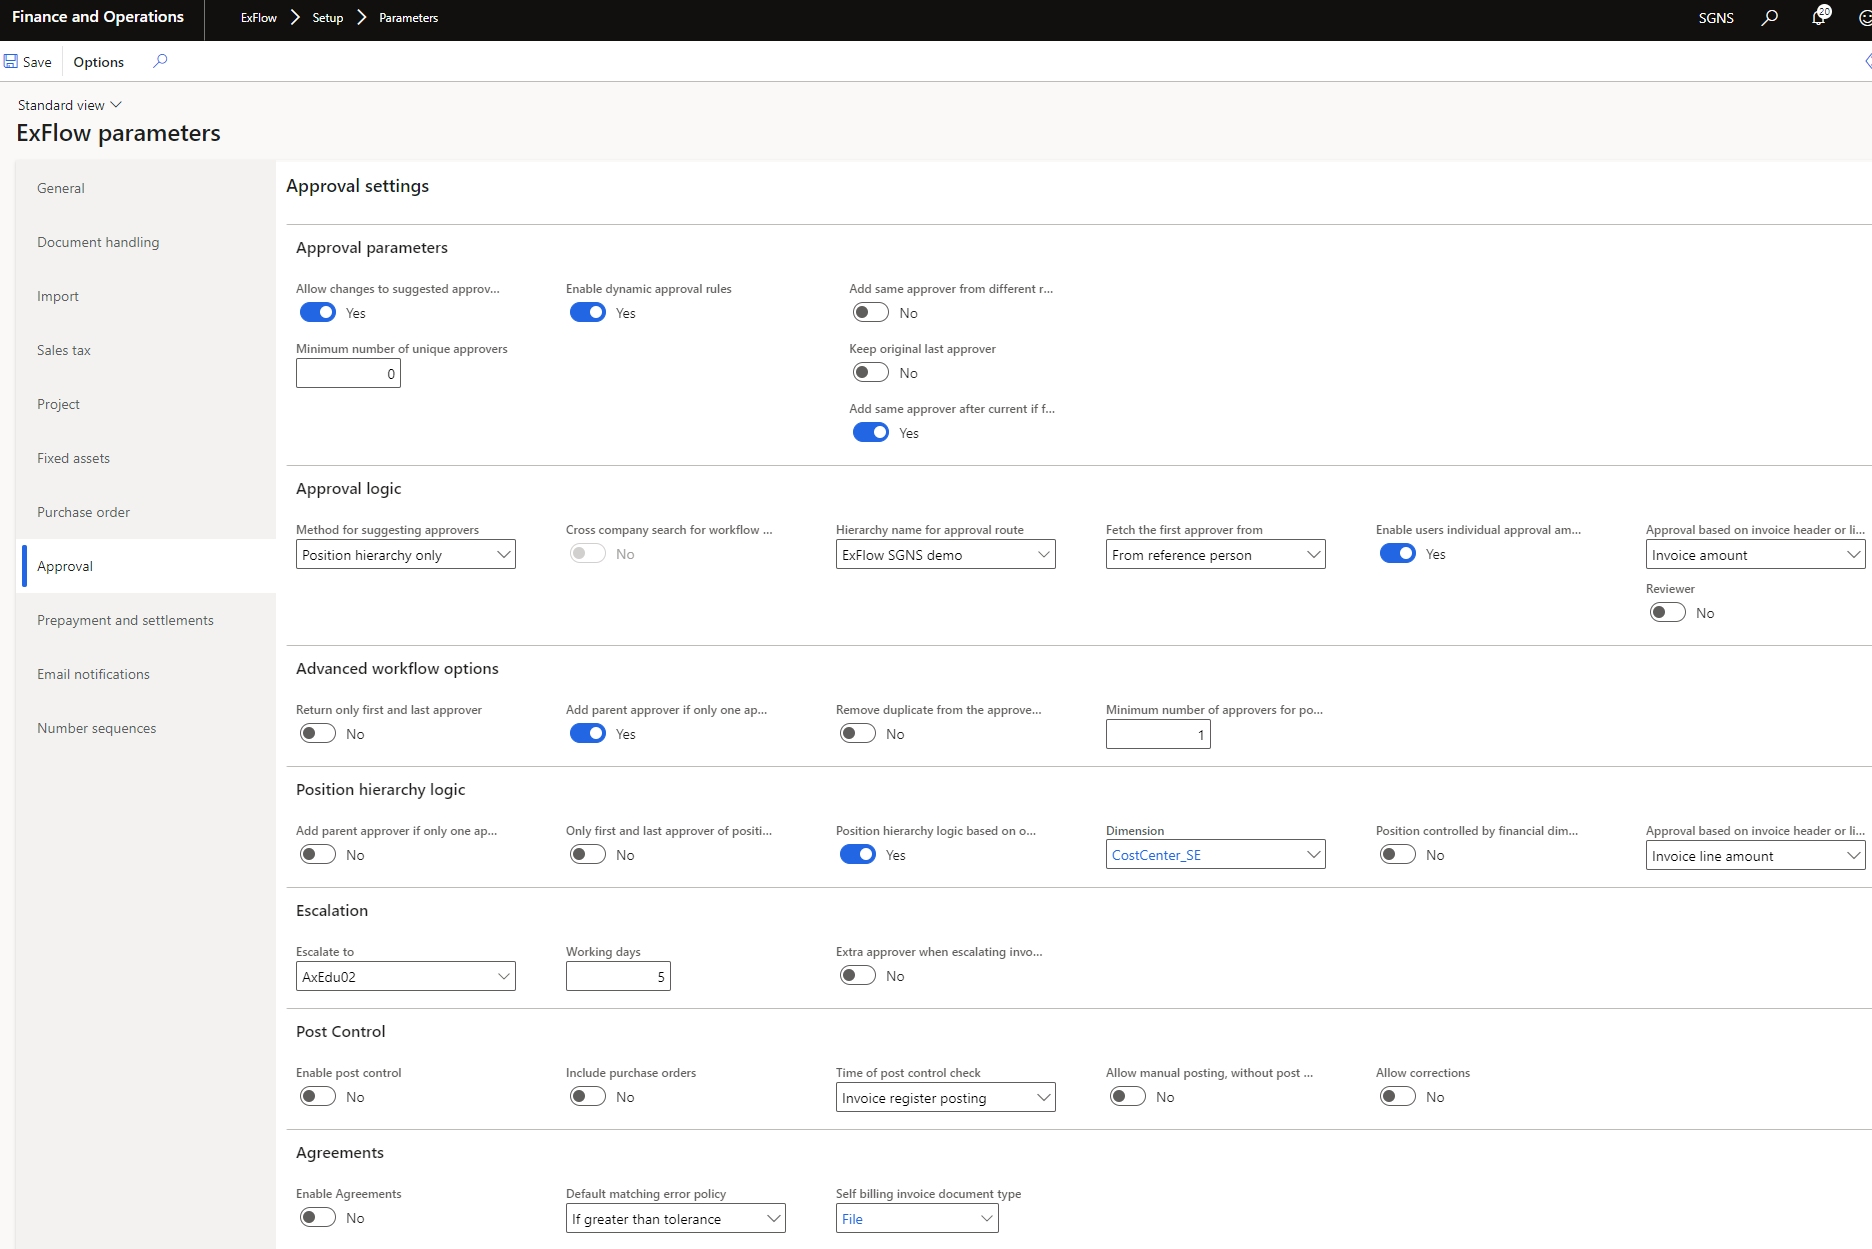 Finance and Operations
ExFlow
Setup
Parameters
SGNS
20
Save
Options
Standard view
ExFlow parameters
General
Document handling
Import
Sales tax
Project
Fixed assets
Purchase order
Approval
Prepayment and settlements
Email notifications
Number sequences
Approval settings
Approval parameters
Allow changes to suggested approv...
Yes
Enable dynamic approval rules
Yes
Add same approver from different r...
No
Minimum number of unique approvers
0
Keep original last approver
No
Add same approver after current if f...
Yes
Approval logic
Method for suggesting approvers
Position hierarchy only
Cross company search for workflow ...
No
Hierarchy name for approval route
ExFlow SGNS demo
Fetch the first approver from
From reference person
Enable users individual approval am...
Yes
Approval based on invoice header or li...
Invoice amount
Reviewer
No
Advanced workflow options
Return only first and last approver
No
Add parent approver if only one ap...
Yes
Remove duplicate from the approve...
No
Minimum number of approvers for po...
1
Position hierarchy logic
Add parent approver if only one ap...
No
Only first and last approver of positi...
No
Position hierarchy logic based on o...
Yes
Dimension
CostCenter_SE
Position controlled by financial dim...
No
Approval based on invoice header or li...
Invoice line amount
Escalation
Escalate to
AxEdu02
Working days
5
Extra approver when escalating invo...
No
Post Control
Enable post control
No
Include purchase orders
No
Time of post control check
Invoice register posting
Allow manual posting, without post ...
No
Allow corrections
No
Agreements
Enable Agreements
No
Default matching error policy
If greater than tolerance
Self billing invoice document type
File